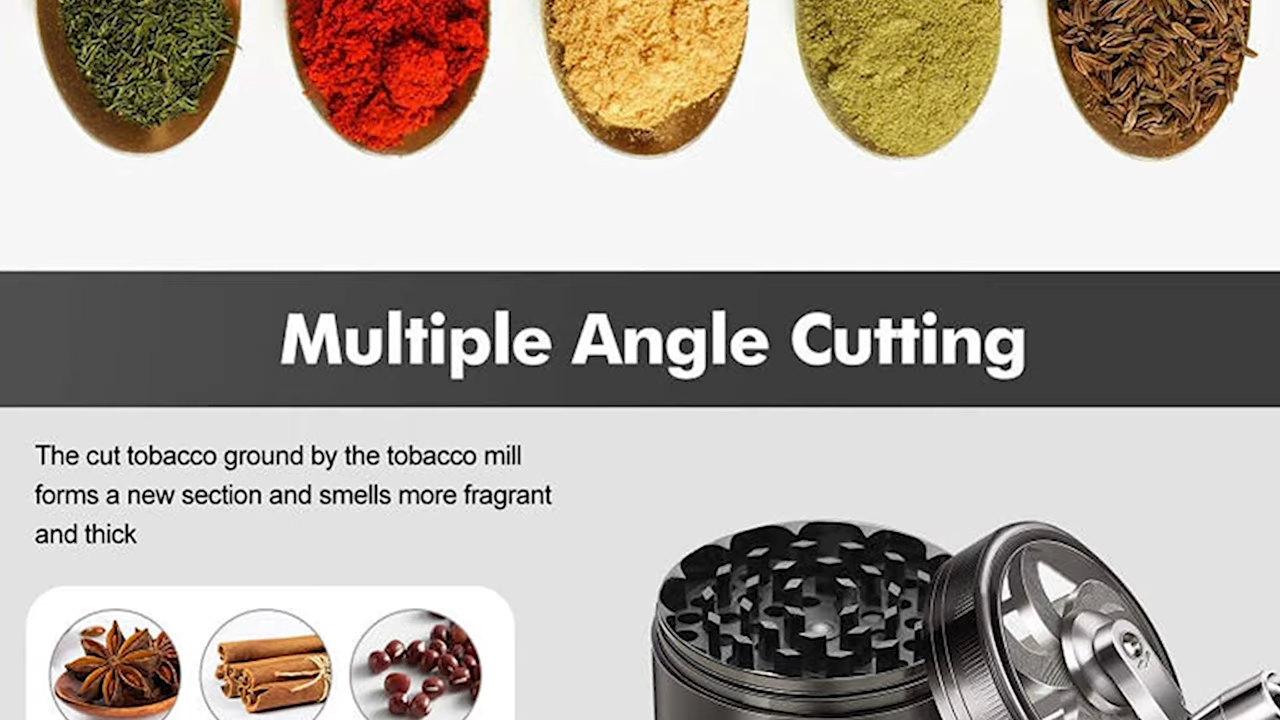 Multiple Angle Cutting
The cut tobacco ground by the tobacco mill
forms a new section and smells more fragrant
and thick